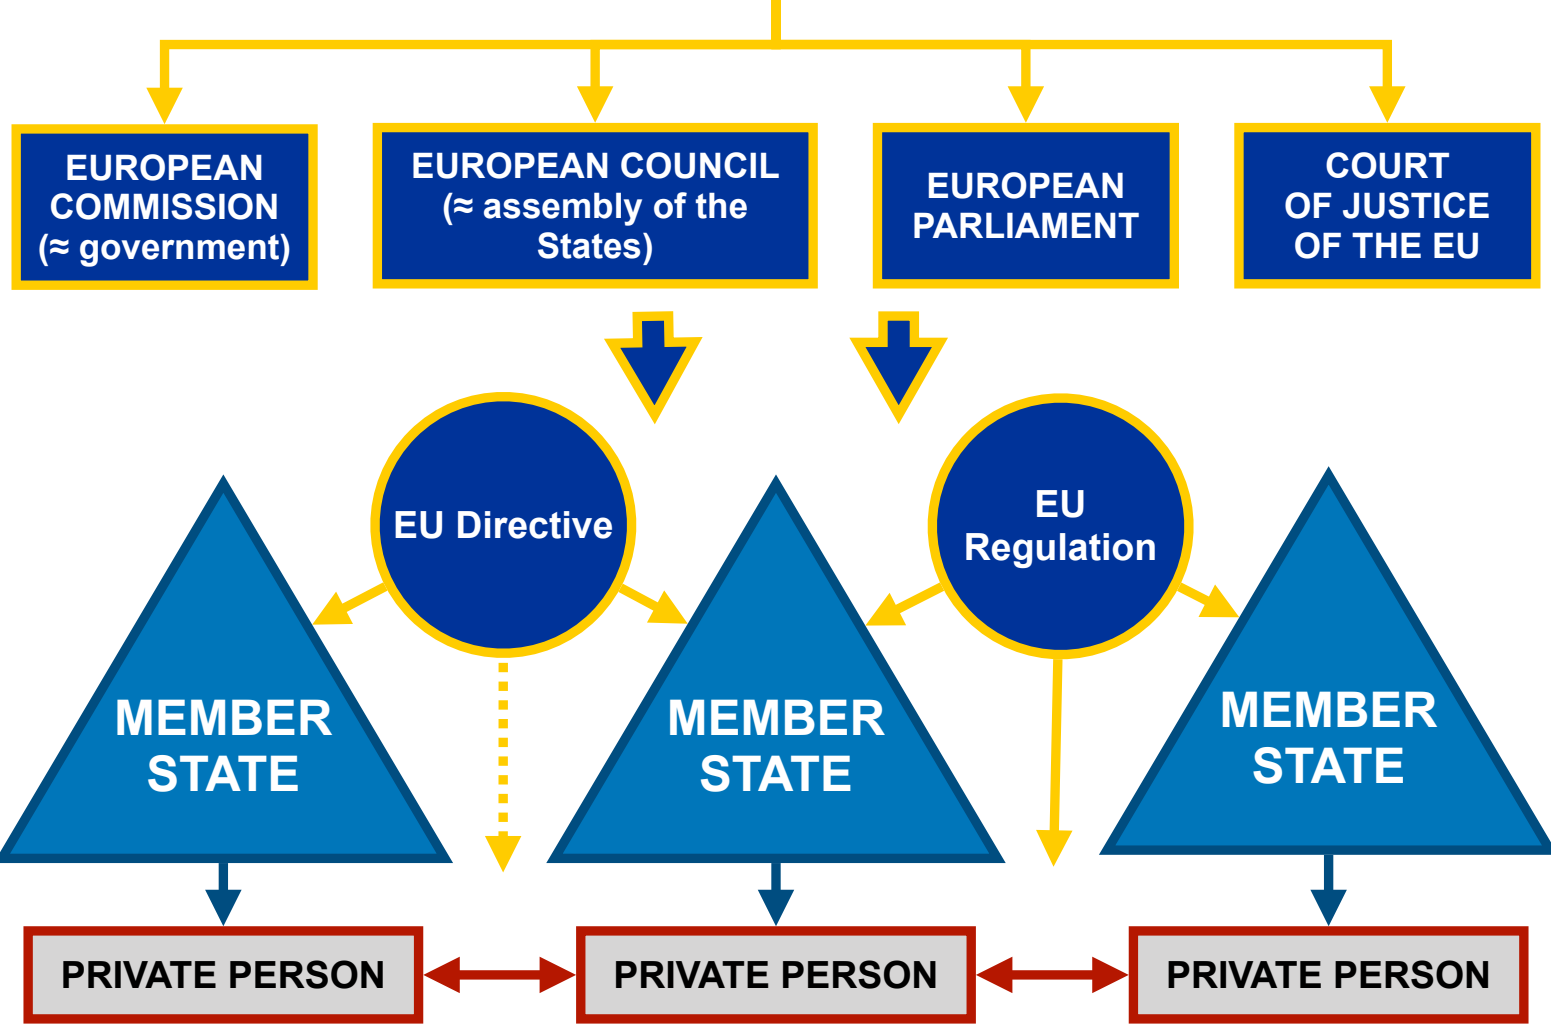 EUROPEAN
COMMISSION
(≈ government)
EUROPEAN COUNCIL
(≈ assembly of the
States)
EUROPEAN
PARLIAMENT
COURT
OF JUSTICE
OF THE EU
EU Directive
EU
Regulation
MEMBER
STATE
MEMBER
STATE
MEMBER
STATE
PRIVATE PERSON
PRIVATE PERSON
PRIVATE PERSON